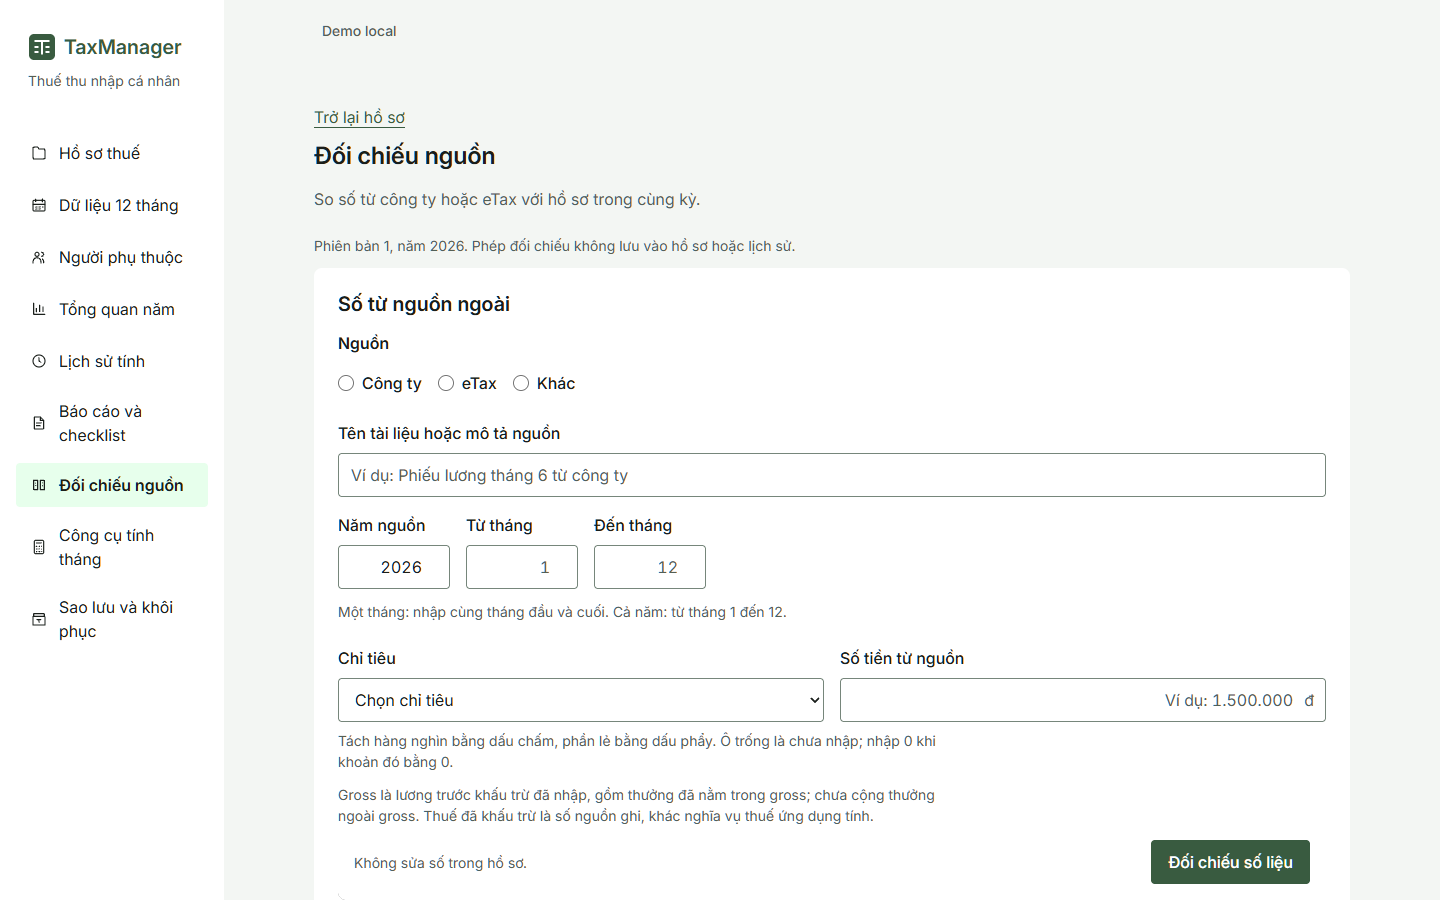 TaxManager
Thuế thu nhập cá nhân
Hồ sơ thuế
Dữ liệu 12 tháng
Người phụ thuộc
Tổng quan năm
Lịch sử tính
Báo cáo và
checklist
Đối chiếu nguồn
Công cụ tính
tháng
Sao lưu và khôi
phục
Demo local
Trở lại hồ sơ
Đối chiếu nguồn
So số từ công ty hoặc eTax với hồ sơ trong cùng kỳ.
Phiên bản 1, năm 2026. Phép đối chiếu không lưu vào hồ sơ hoặc lịch sử.
Số từ nguồn ngoài
Nguồn
Công ty eTax Khác
Tên tài liệu hoặc mô tả nguồn
Ví dụ: Phiếu lương tháng 6 từ công ty
Năm nguồn Từ tháng Đến tháng
2026 1 12
Một tháng: nhập cùng tháng đầu và cuối. Cả năm: từ tháng 1 đến 12.
Chỉ tiêu Số tiền từ nguồn
Chọn chỉ tiêu Ví dụ: 1.500.000 đ
Tách hàng nghìn bằng dấu chấm, phần lẻ bằng dấu phẩy. Ô trống là chưa nhập; nhập 0 khi
khoản đó bằng 0.
Gross là lương trước khấu trừ đã nhập, gồm thưởng đã nằm trong gross; chưa cộng thưởng
ngoài gross. Thuế đã khấu trừ là số nguồn ghi, khác nghĩa vụ thuế ứng dụng tính.
Không sửa số trong hồ sơ. Đối chiếu số liệu